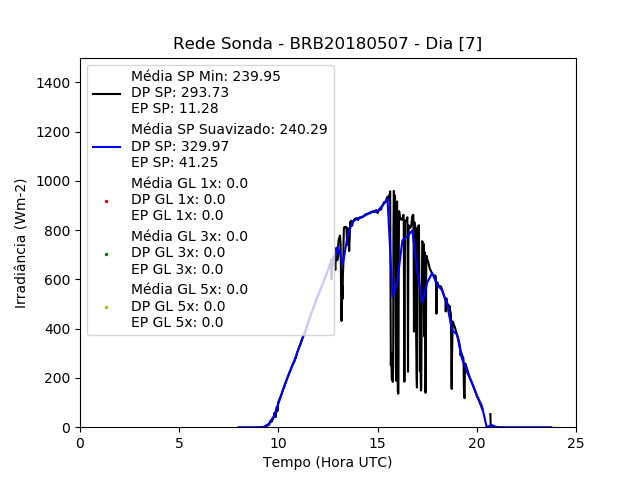 Rede Sonda - BRB20180507 - Dia [7]
Média SP Min: 239.95
DP SP: 293.73
EP SP: 11.28
Média SP Suavizado: 240.29
DP SP: 329.97
EP SP: 41.25
Média GL 1x: 0.0
DP GL 1x: 0.0
EP GL 1x: 0.0
Média GL 3x: 0.0
DP GL 3x: 0.0
EP GL 3x: 0.0
Média GL 5x: 0.0
DP GL 5x: 0.0
EP GL 5x: 0.0
Irradiância (Wm-2)
1400
1200
1000
800
600
400
200
0
0 5 10 15 20 25
Tempo (Hora UTC)